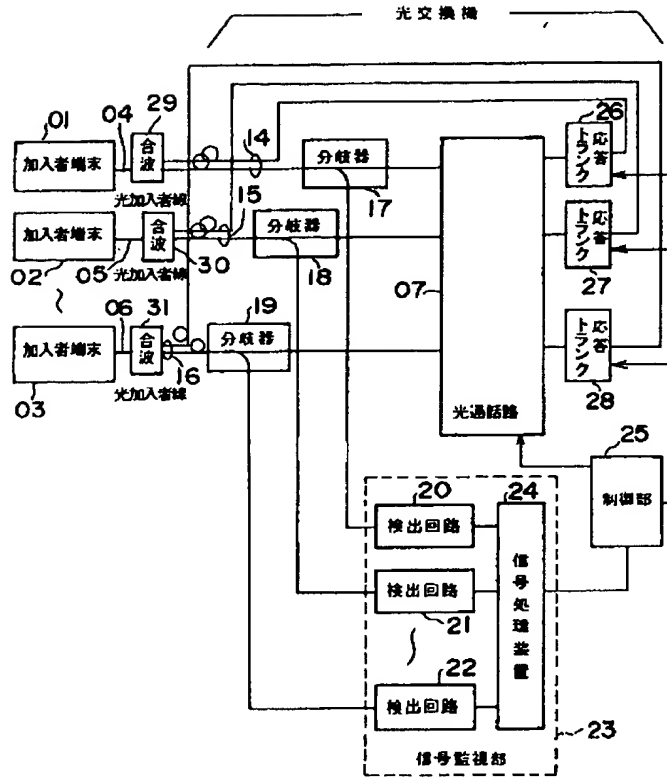 光交換機
01
04
29
加入者端末
合波
14
分岐器
17
26
トランク
応答
光加入者線
15
加入者端末
合波
02
05
光加入者線
30
分岐器
18
07
トランク
応答
27
06
31
19
加入者端末
合波
分岐器
16
03
光加入者線
トランク
応答
28
光通話路
25
制御部
20
24
検出回路
信号処理装置
検出回路
21
22
検出回路
23
信号監視部